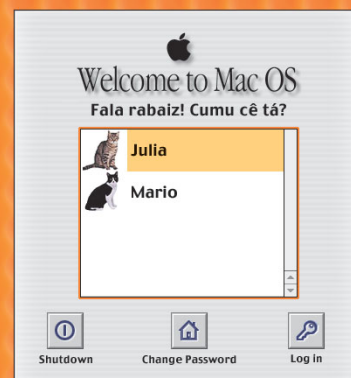 Welcome to Mac OS
Fala rabaiz! Cumu cê tá?
Julia
Mario
Shutdown
Change Password
Log in